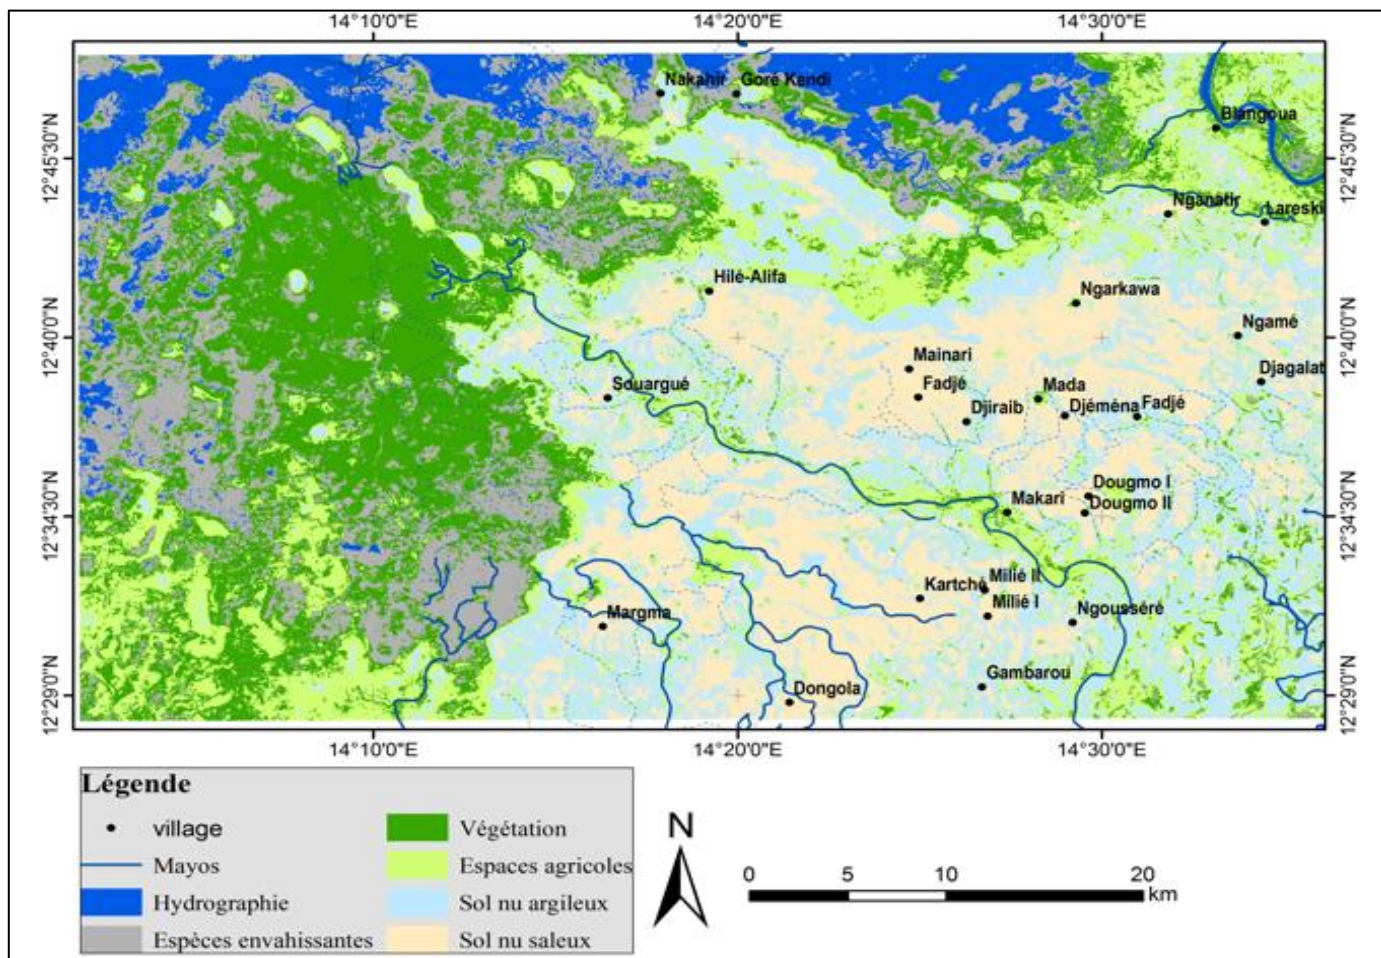 14°10'0"E 14°20'0"E 14°30'0"E
12°45'30"N
12°40'0"N
12°34'30"N
12°29'0"N
12°45'30"N
12°40'0"N
12°34'30"N
12°29'0"N
Nakahir Goré Kendi
Blangoua
Nganatir
Lareski
Hilé-Alifa
Ngarkawa
Ngamé
Mainari
Djagalat
Souargué
Fadjé
Mada
Djiraib
Djéména
Fadjé
Dougmo I
Makari
Dougmo II
Milié II
Kartché
Milié I
Margma
Ngousséré
Gambarou
Dongola
14°10'0"E 14°20'0"E 14°30'0"E
Légende
village
Mayos
Hydrographie
Espèces envahissantes
Végétation
Espaces agricoles
Sol nu argileux
Sol nu saleux
N
0 5 10 20
km